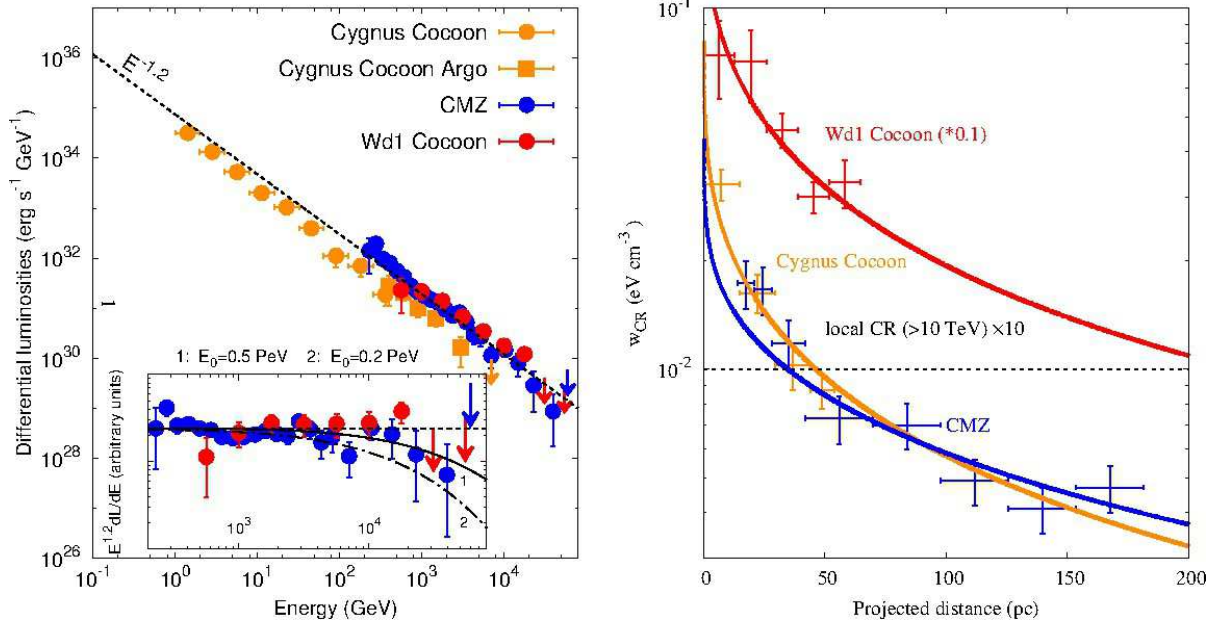 Cygnus Cocoon
Cygnus Cocoon Argo
CMZ
Wd1 Cocoon
E^-1.2
Differential luminosities (erg s^-1 GeV^-1)
10^36
10^34
10^32
10^30
10^28
10^26
1
1: E_0=0.5 PeV 2: E_0=0.2 PeV
E^1.2 dL/dE (arbitrary units)
1
2
10^3
10^4
10^-1
10^0
10^1
10^2
10^3
10^4
Energy (GeV)
w_CR (eV cm^-3)
10^-1
10^-2
Wd1 Cocoon (*0.1)
Cygnus Cocoon
local CR (>10 TeV) ×10
CMZ
0
50
100
150
200
Projected distance (pc)